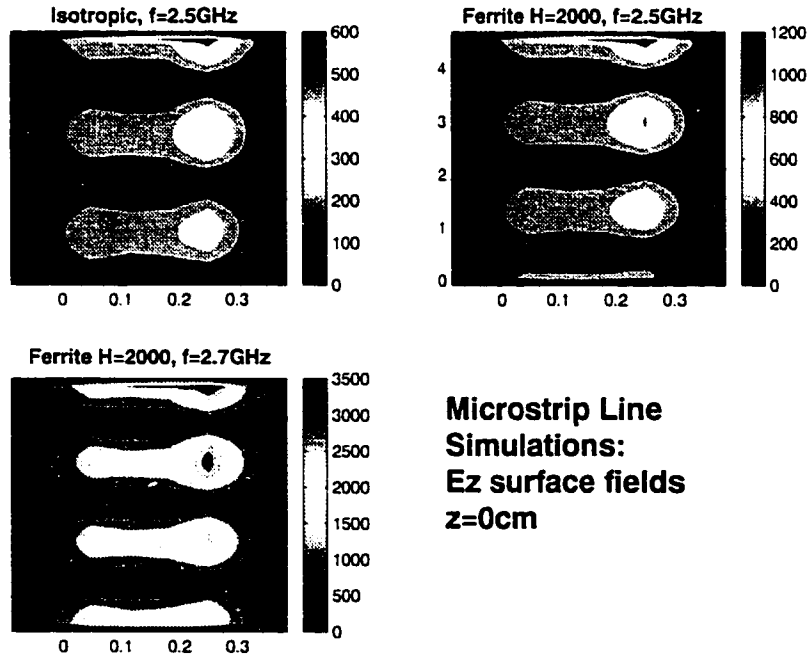 Isotropic, f=2.5GHz
600
500
400
300
200
100
0
0 0.1 0.2 0.3
Ferrite H=2000, f=2.5GHz
4
3
2
1
0
1200
1000
800
600
400
200
0
0 0.1 0.2 0.3
Ferrite H=2000, f=2.7GHz
3500
3000
2500
2000
1500
1000
500
0
0 0.1 0.2 0.3
Microstrip Line
Simulations:
Ez surface fields
z=0cm